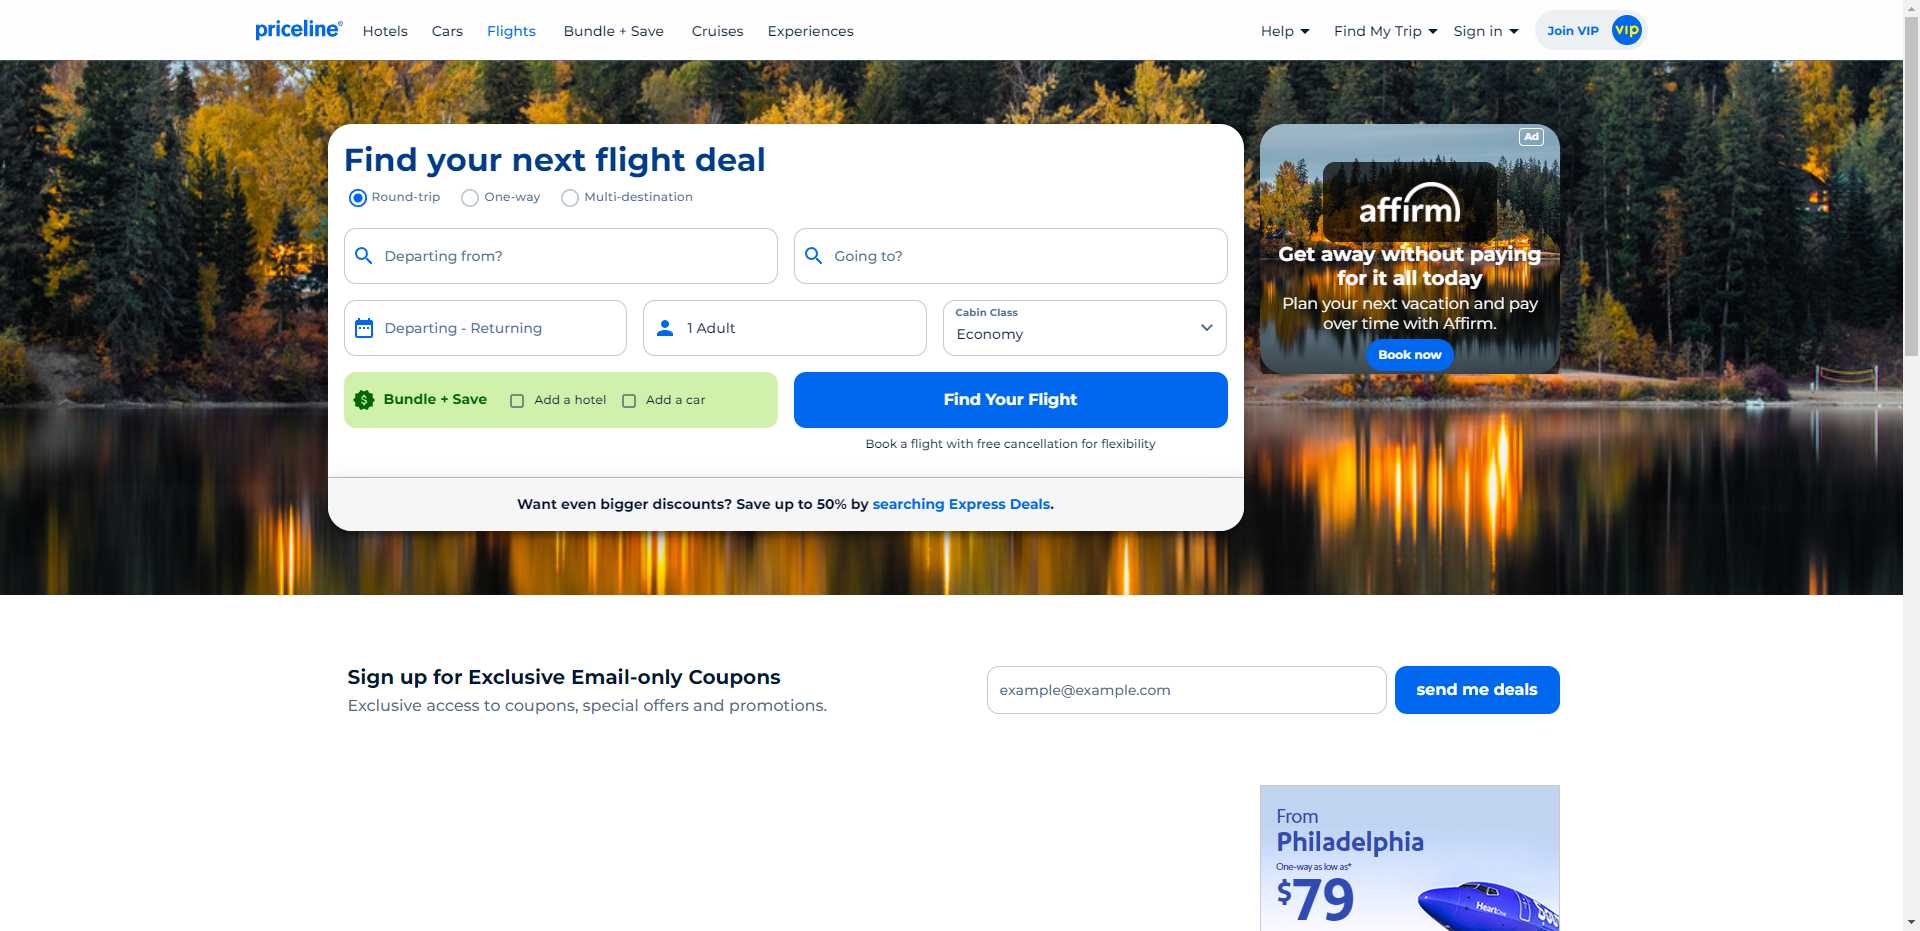 priceline®
Hotels
Cars
Flights
Bundle + Save
Cruises
Experiences
Help
Find My Trip
Sign in
Join VIP
VIP
Find your next flight deal
Round-trip
One-way
Multi-destination
Departing from?
Going to?
Departing - Returning
1 Adult
Cabin Class
Economy
$
Bundle + Save
Add a hotel
Add a car
Find Your Flight
Book a flight with free cancellation for flexibility
Want even bigger discounts? Save up to 50% by searching Express Deals.
Ad
affirm
Get away without paying
for it all today
Plan your next vacation and pay
over time with Affirm.
Book now
Sign up for Exclusive Email-only Coupons
Exclusive access to coupons, special offers and promotions.
example@example.com
send me deals
From
Philadelphia
One-way as low as*
$79